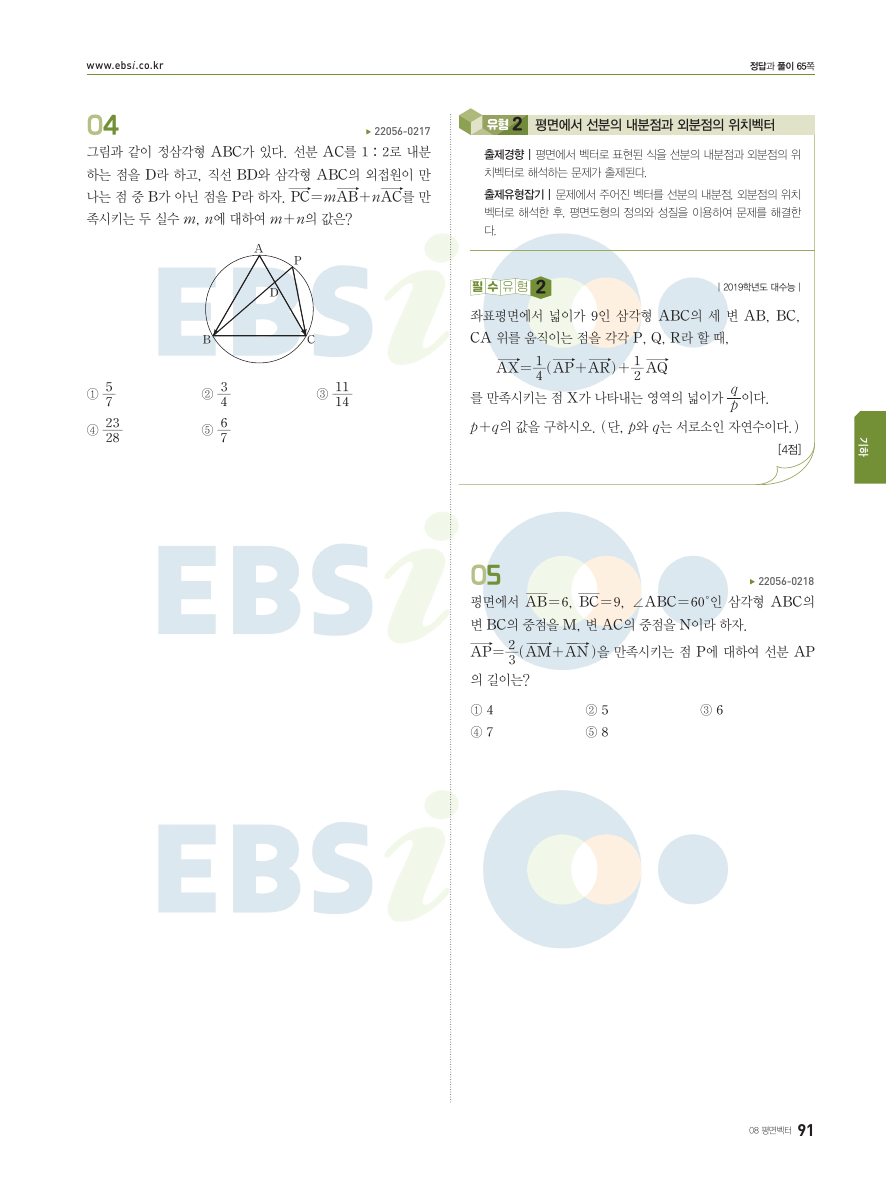 www.ebsi.co.kr
정답과 풀이 65쪽
04
▶ 22056-0217
그림과 같이 정삼각형 ABC가 있다. 선분 AC를 1 : 2로 내분
하는 점을 D라 하고, 직선 BD와 삼각형 ABC의 외접원이 만
나는 점 중 B가 아닌 점을 P라 하자. $\overrightarrow{PC}=m\overrightarrow{AB}+n\overrightarrow{AC}$를 만
족시키는 두 실수 m, n에 대하여 m+n의 값은?
A
P
D
B
C
① 5/7 ② 3/4 ③ 11/14
④ 23/28 ⑤ 6/7
유형 2 평면에서 선분의 내분점과 외분점의 위치벡터
출제경향 | 평면에서 벡터로 표현된 식을 선분의 내분점과 외분점의 위
치벡터로 해석하는 문제가 출제된다.
출제유형잡기 | 문제에서 주어진 벡터를 선분의 내분점, 외분점의 위치
벡터로 해석한 후, 평면도형의 정의와 성질을 이용하여 문제를 해결한
다.
필수유형 2
| 2019학년도 대수능 |
좌표평면에서 넓이가 9인 삼각형 ABC의 세 변 AB, BC,
CA 위를 움직이는 점을 각각 P, Q, R라 할 때,
$\overrightarrow{AX}=\frac{1}{4}(\overrightarrow{AP}+\overrightarrow{AR})+\frac{1}{2}\overrightarrow{AQ}$
를 만족시키는 점 X가 나타내는 영역의 넓이가 $\frac{q}{p}$이다.
p+q의 값을 구하시오. (단, p와 q는 서로소인 자연수이다.)
[4점]
05
▶ 22056-0218
평면에서 $\overline{AB}=6$, $\overline{BC}=9$, ∠ABC=60°인 삼각형 ABC의
변 BC의 중점을 M, 변 AC의 중점을 N이라 하자.
$\overrightarrow{AP}=\frac{2}{3}(\overrightarrow{AM}+\overrightarrow{AN})$을 만족시키는 점 P에 대하여 선분 AP
의 길이는?
① 4 ② 5 ③ 6
④ 7 ⑤ 8
기하
EBSi
EBSi
EBSi
08 평면벡터 91